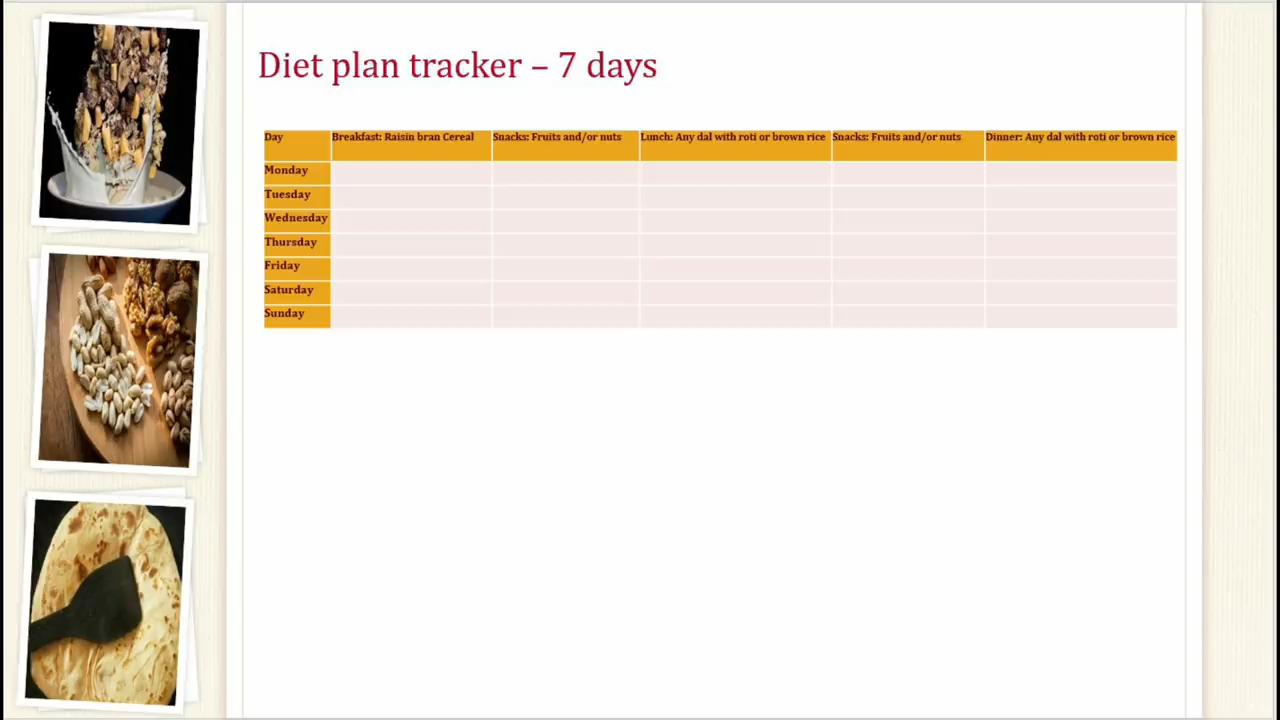 Diet plan tracker – 7 days
Day Breakfast: Raisin bran Cereal Snacks: Fruits and/or nuts Lunch: Any dal with roti or brown rice Snacks: Fruits and/or nuts Dinner: Any dal with roti or brown rice
Monday
Tuesday
Wednesday
Thursday
Friday
Saturday
Sunday